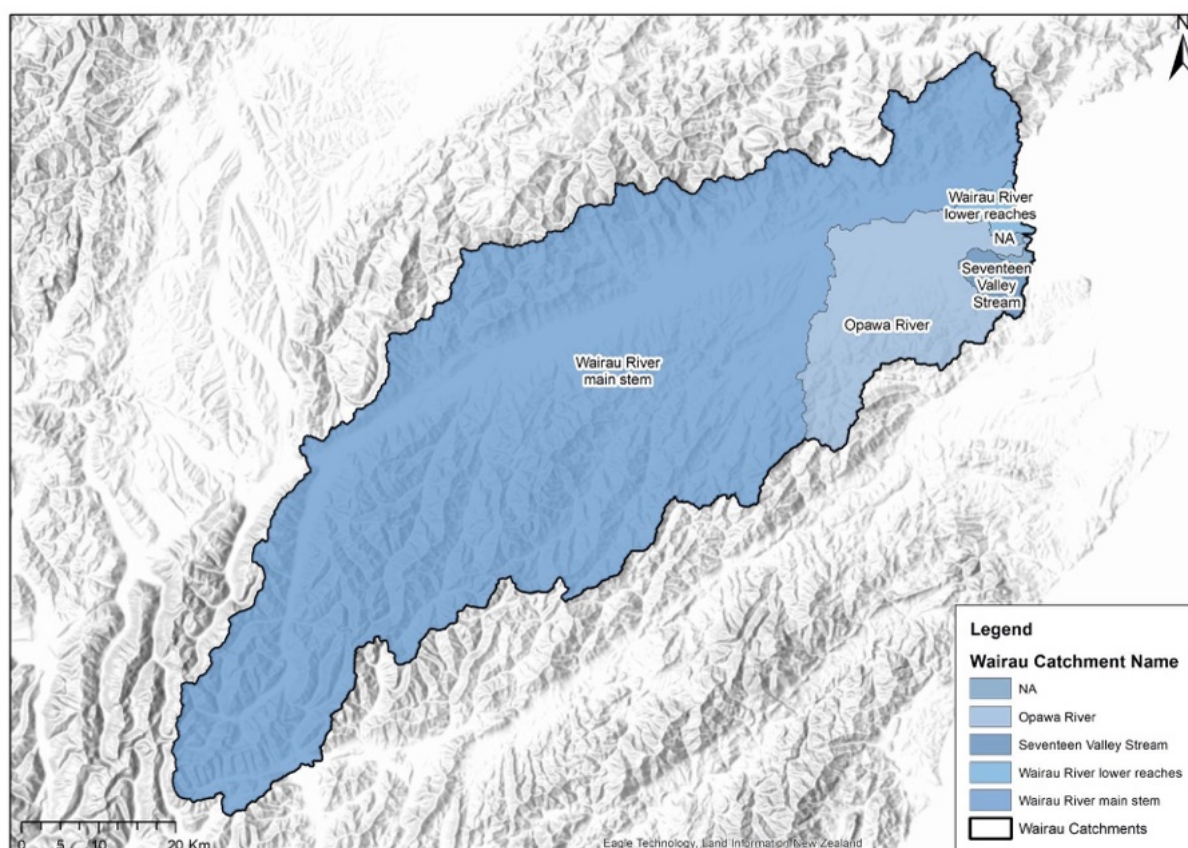 N
Wairau River
lower reaches
NA
Seventeen
Valley
Stream
Opawa River
Wairau River
main stem
Legend
Wairau Catchment Name
NA
Opawa River
Seventeen Valley Stream
Wairau River lower reaches
Wairau River main stem
Wairau Catchments
0 5 10 20 Km
Eagle Technology, Land Information New Zealand